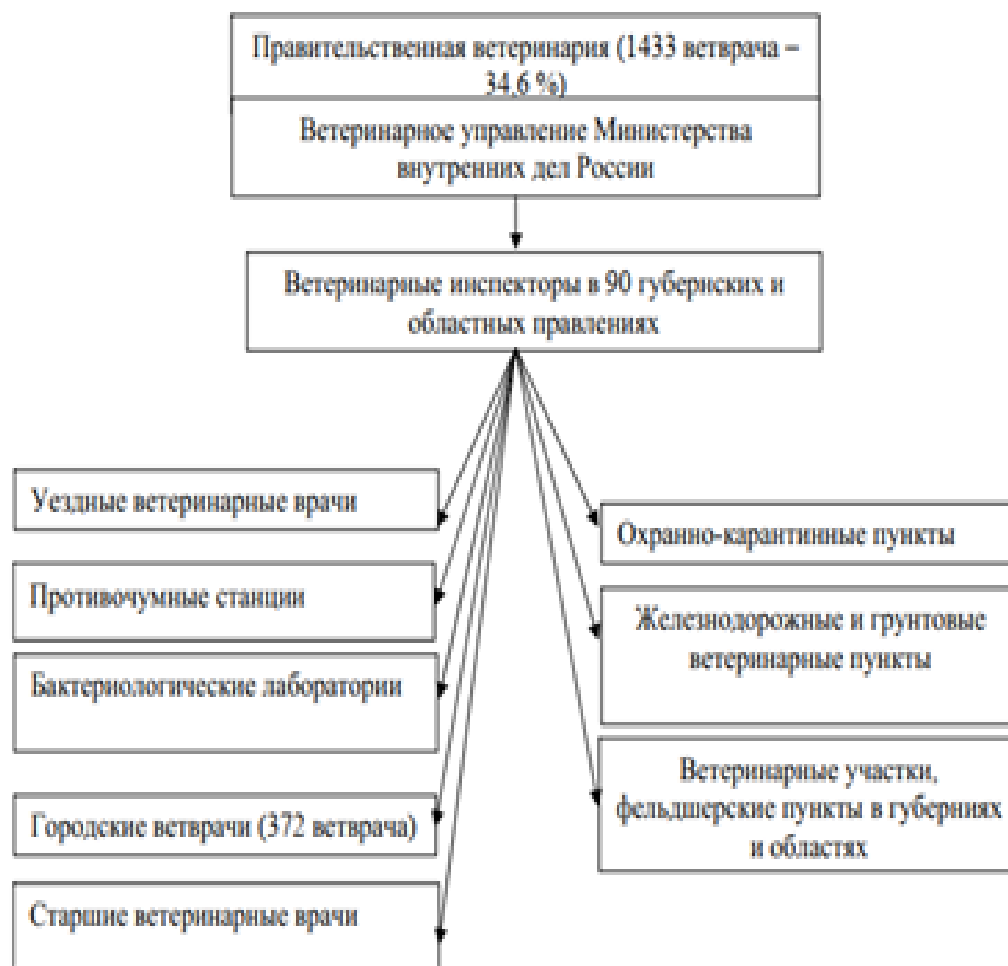 Правительственная ветеринария (1433 ветврача –
34,6 %)
Ветеринарное управление Министерства
внутренних дел России
Ветеринарные инспекторы в 90 губернских и
областных правлениях
Уездные ветеринарные врачи
Противочумные станции
Бактериологические лаборатории
Городские ветврачи (372 ветврача)
Старшие ветеринарные врачи
Охранно-карантинные пункты
Железнодорожные и грунтовые
ветеринарные пункты
Ветеринарные участки,
фельдшерские пункты в губерниях
и областях